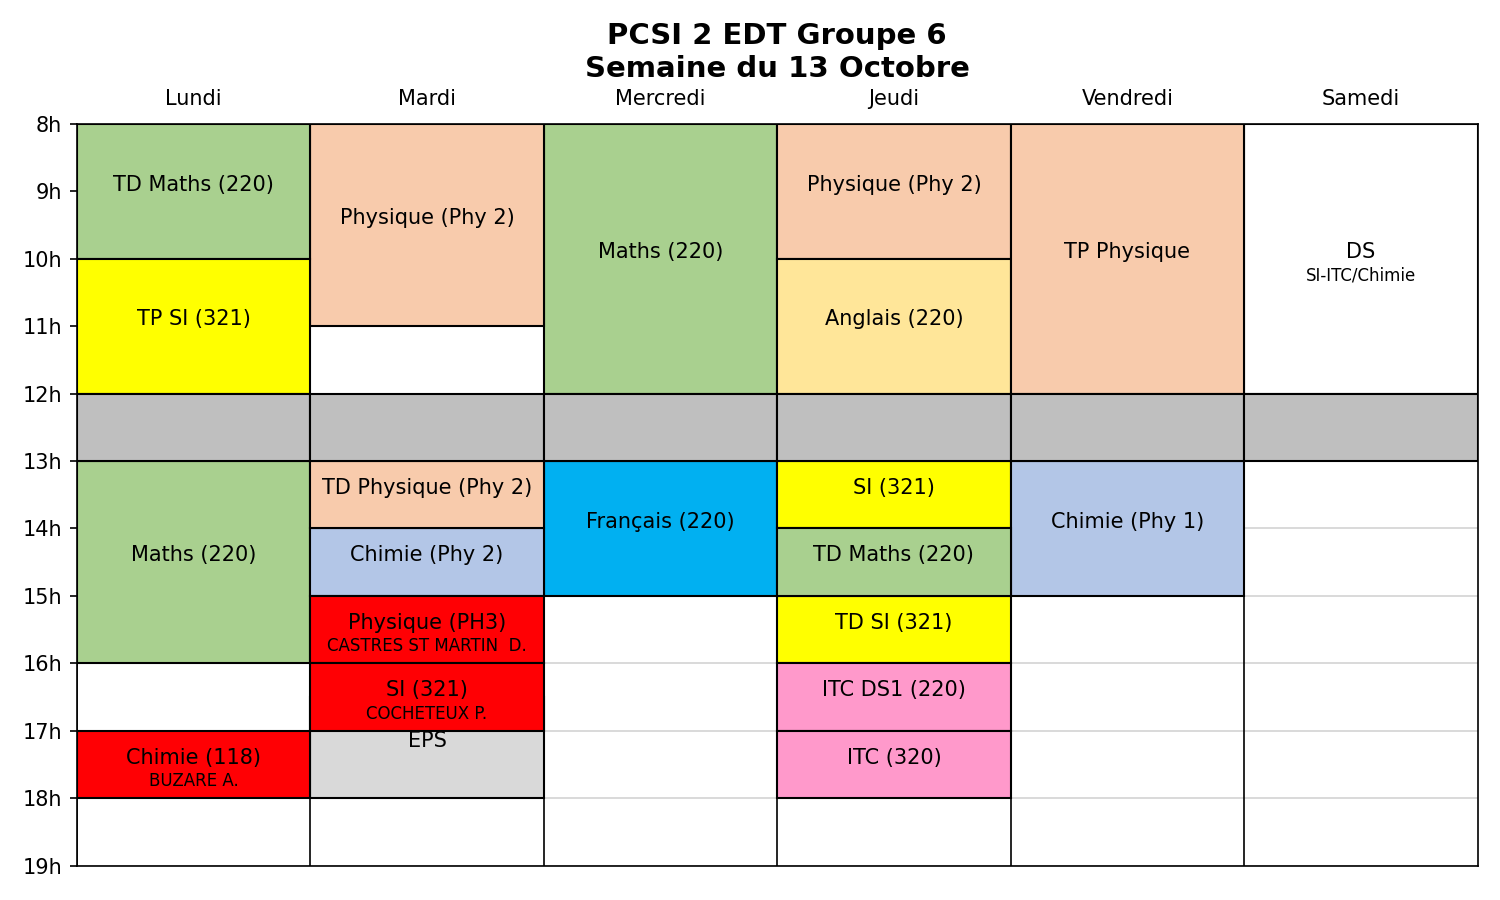 PCSI 2 EDT Groupe 6
Semaine du 13 Octobre
Lundi Mardi Mercredi Jeudi Vendredi Samedi
8h
9h
10h
11h
12h
13h
14h
15h
16h
17h
18h
19h
TD Maths (220)
TP SI (321)
Maths (220)
Chimie (118)
BUZARE A.
Physique (Phy 2)
TD Physique (Phy 2)
Chimie (Phy 2)
Physique (PH3)
CASTRES ST MARTIN  D.
SI (321)
COCHETEUX P.
EPS
Maths (220)
Français (220)
Physique (Phy 2)
Anglais (220)
SI (321)
TD Maths (220)
TD SI (321)
ITC DS1 (220)
ITC (320)
TP Physique
Chimie (Phy 1)
DS
SI-ITC/Chimie